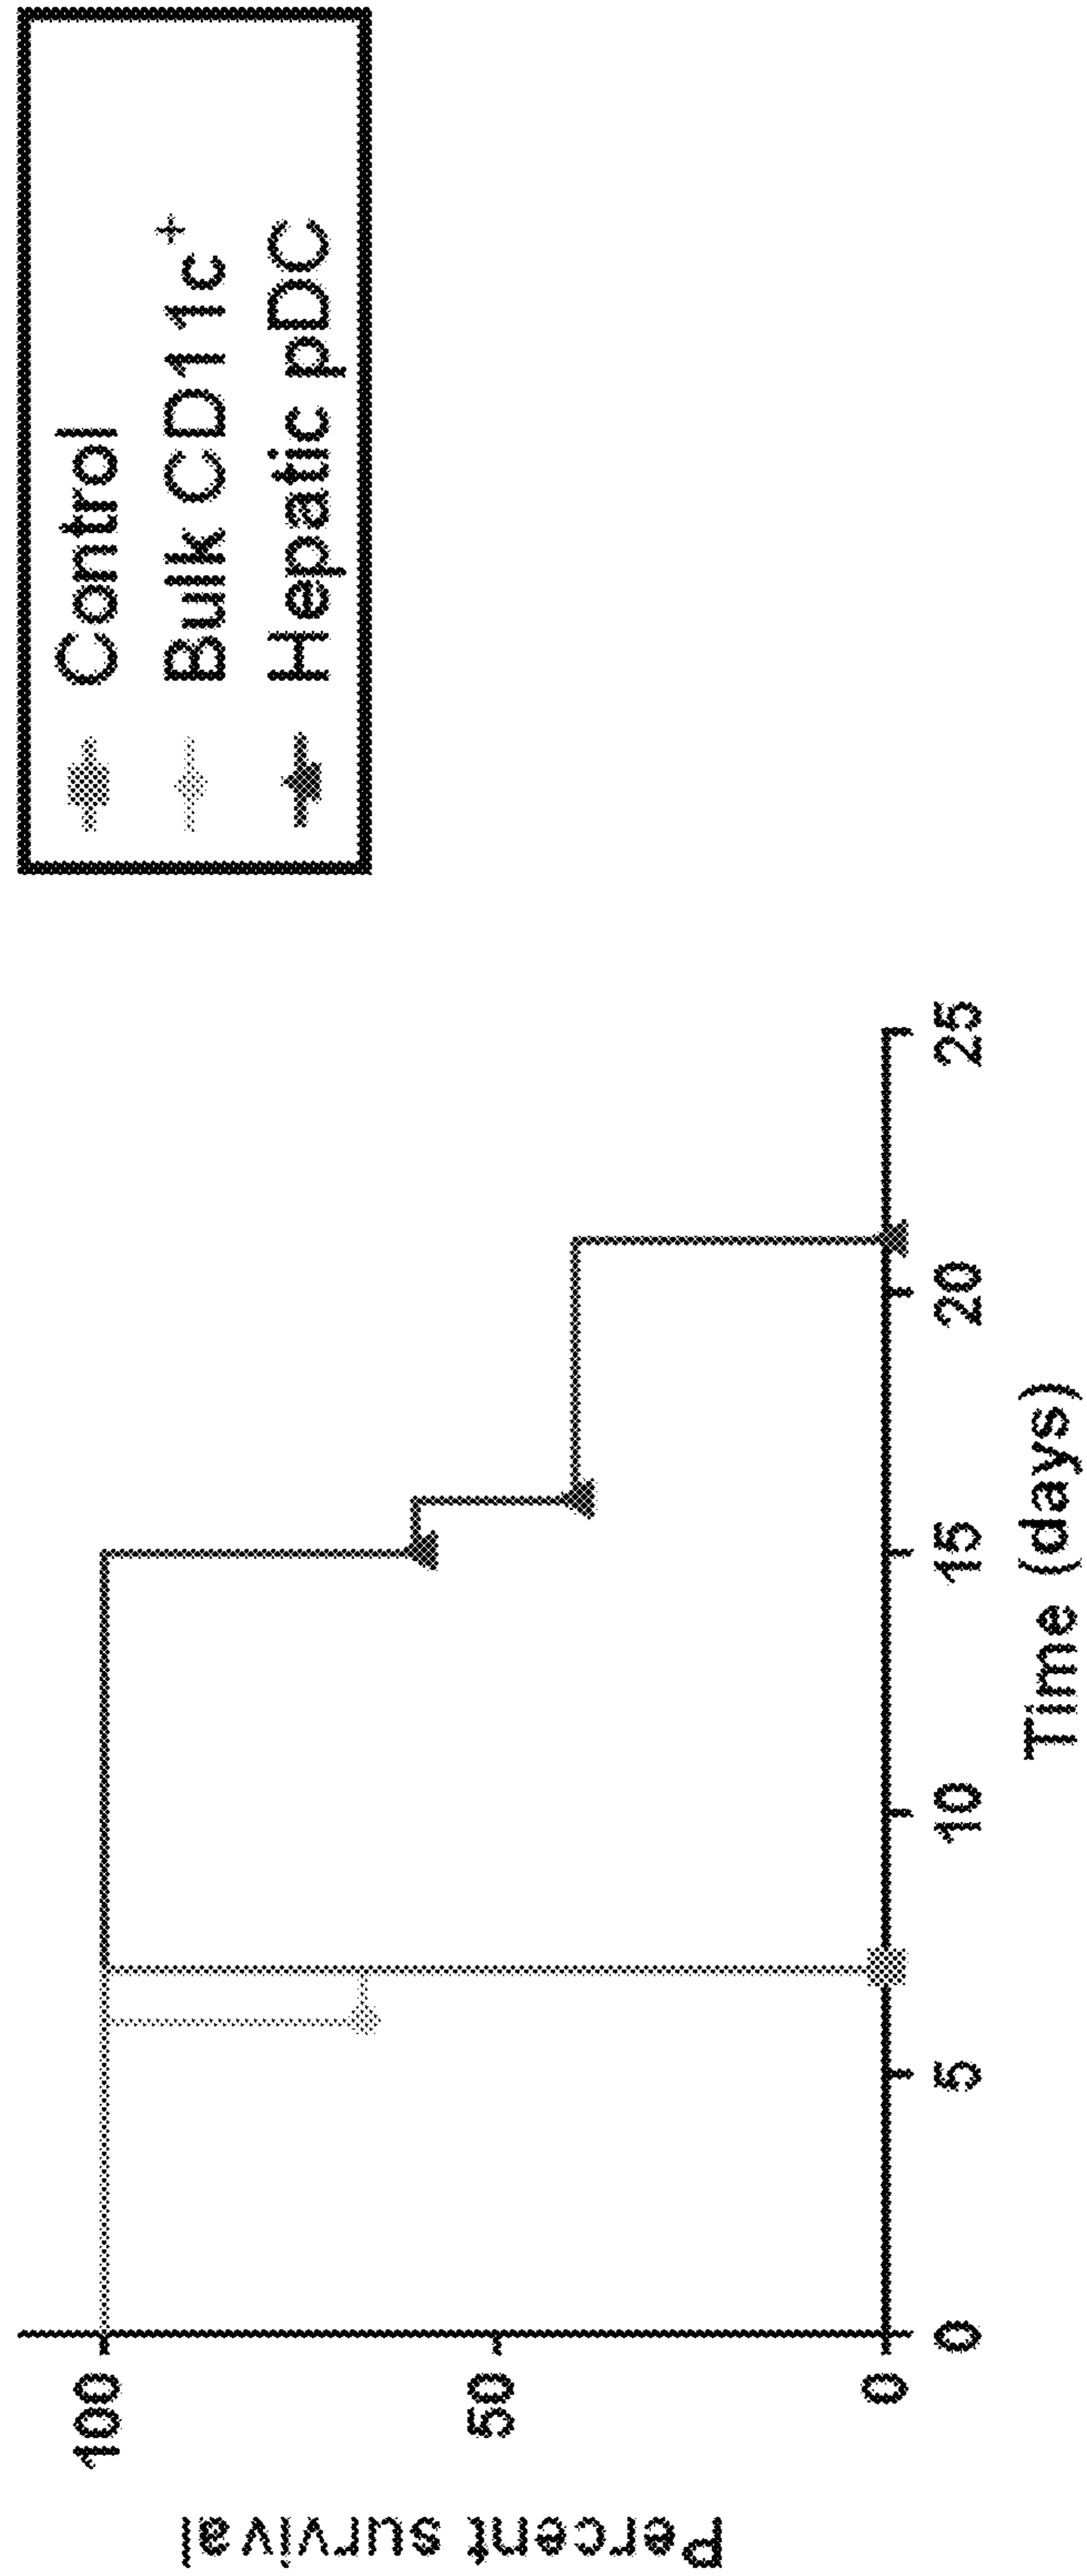 Control
Bulk CD11c+
Hepatic pDC
Percent survival
100
50
0
0 5 10 15 20 25
Time (days)